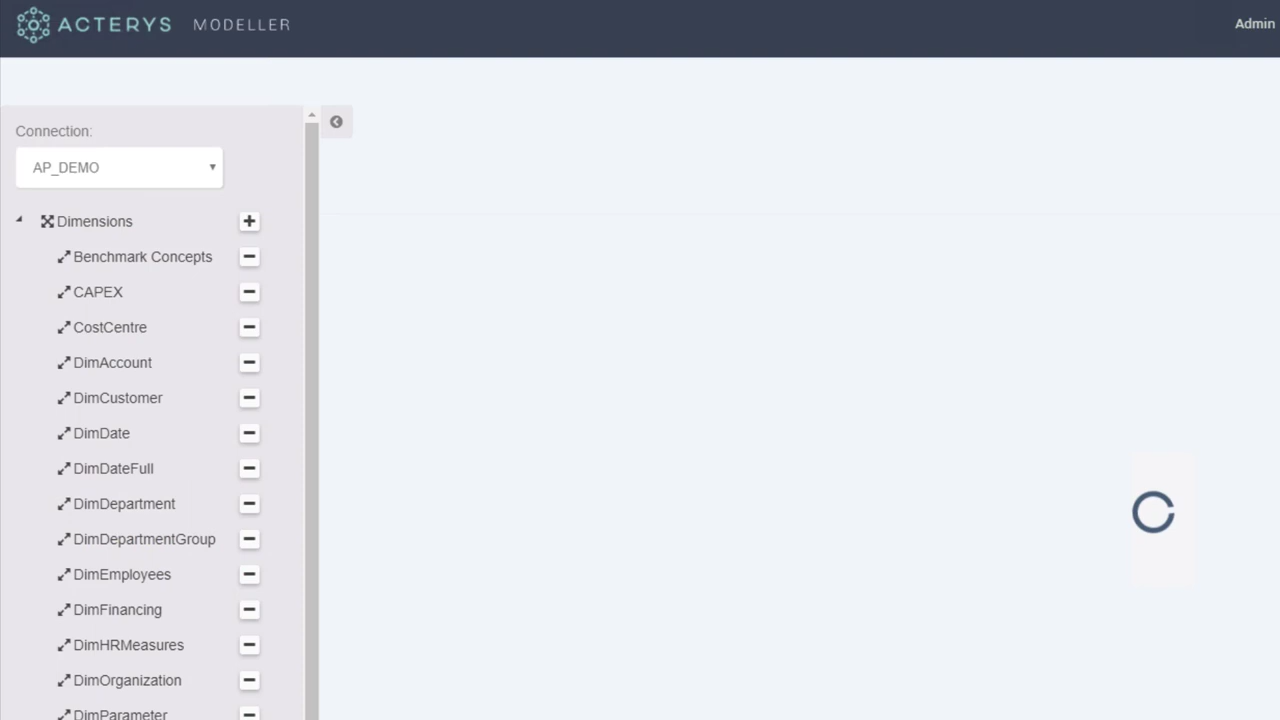 ACTERYS MODELLER
Admin
Connection:
AP_DEMO
Dimensions
Benchmark Concepts
CAPEX
CostCentre
DimAccount
DimCustomer
DimDate
DimDateFull
DimDepartment
DimDepartmentGroup
DimEmployees
DimFinancing
DimHRMeasures
DimOrganization
DimParameter